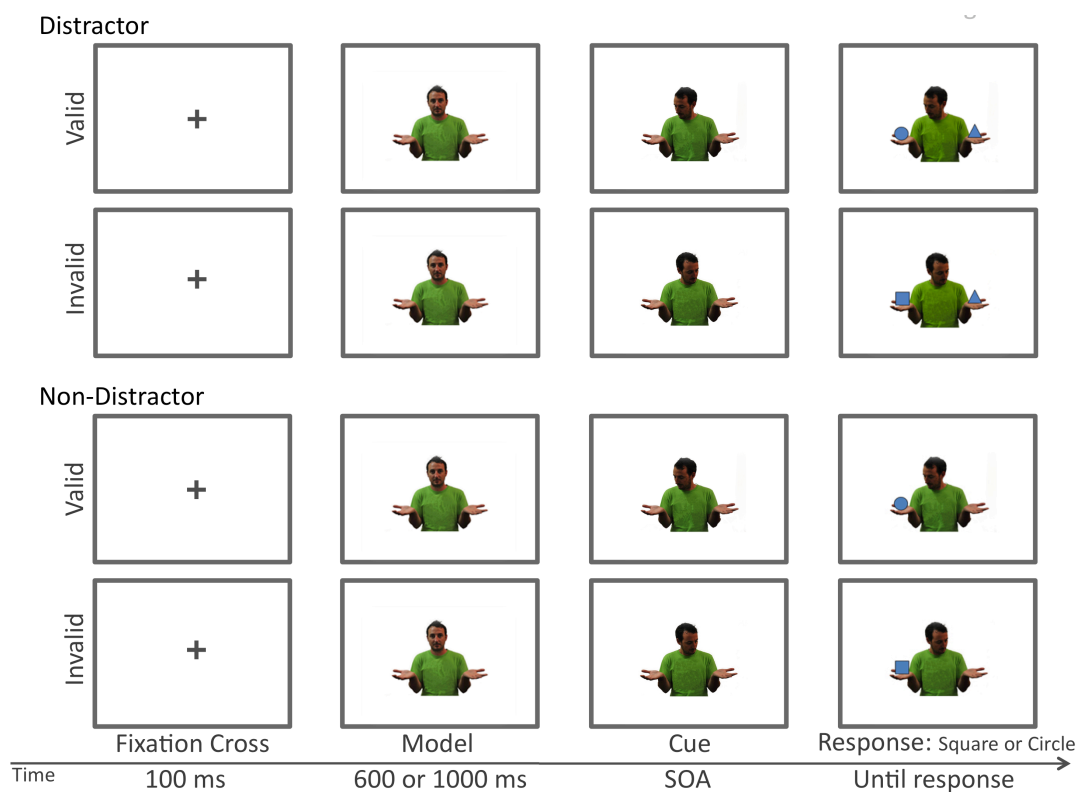 Distractor
Valid
+
Invalid
+
Non-Distractor
Valid
+
Invalid
+
Fixation Cross Model Cue Response: Square or Circle
Time 100 ms 600 or 1000 ms SOA Until response